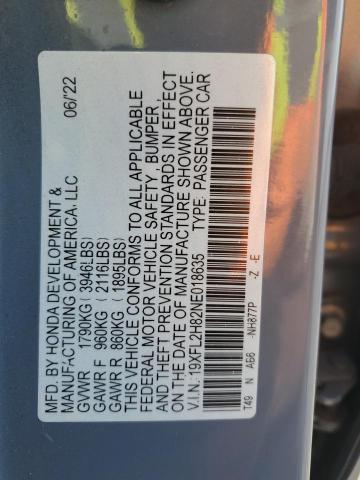 MFD. BY HONDA DEVELOPMENT &
MANUFACTURING OF AMERICA, LLC 06/'22
GVWR 1790KG ( 3946LBS)
GAWR F 960KG ( 2116LBS)
GAWR R 860KG ( 1895LBS)
THIS VEHICLE CONFORMS TO ALL APPLICABLE
FEDERAL MOTOR VEHICLE SAFETY, BUMPER,
AND THEFT PREVENTION STANDARDS IN EFFECT
ON THE DATE OF MANUFACTURE SHOWN ABOVE.
V.I.N.: 19XFL2H82NE018635 TYPE: PASSENGER CAR
T49 N AB6 -NH877P -Z -E